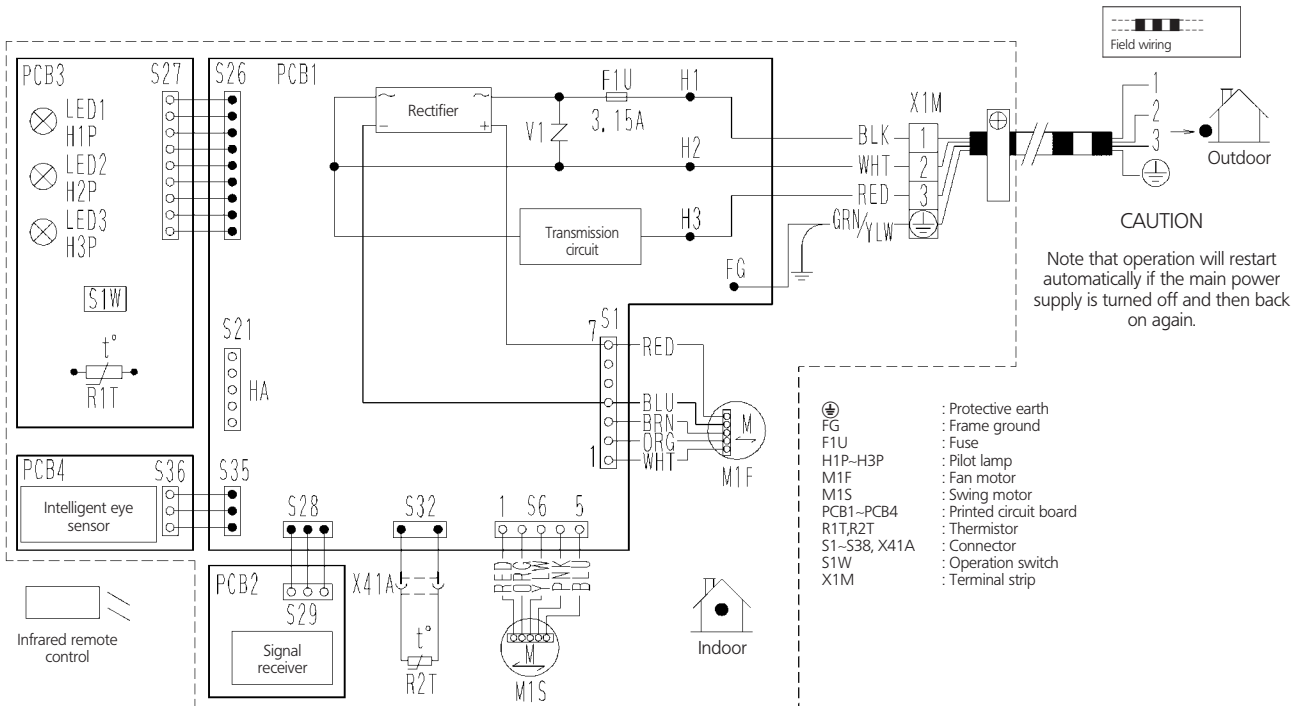 Field wiring
PCB3
S27
S26
PCB1
LED1
H1P
LED2
H2P
LED3
H3P
S1W
t°
R1T
Rectifier
~
~
−
+
F1U
3.15A
V1
H1
H2
H3
Transmission
circuit
FG
BLK
WHT
RED
GRN/YLW
X1M
1
2
3
1
2
3
Outdoor
CAUTION
Note that operation will restart
automatically if the main power
supply is turned off and then back
on again.
S21
HA
S1
7
1
RED
BLU
BRN
ORG
WHT
M
M1F
PCB4
S36
S35
Intelligent eye
sensor
S28
S32
1 S6 5
PCB2
S29
Signal
receiver
X41A
t°
R2T
RED
ORG
YLW
PNK
BLU
M
M1S
Infrared remote
control
Indoor
: Protective earth
FG : Frame ground
F1U : Fuse
H1P~H3P : Pilot lamp
M1F : Fan motor
M1S : Swing motor
PCB1~PCB4 : Printed circuit board
R1T,R2T : Thermistor
S1~S38, X41A : Connector
S1W : Operation switch
X1M : Terminal strip